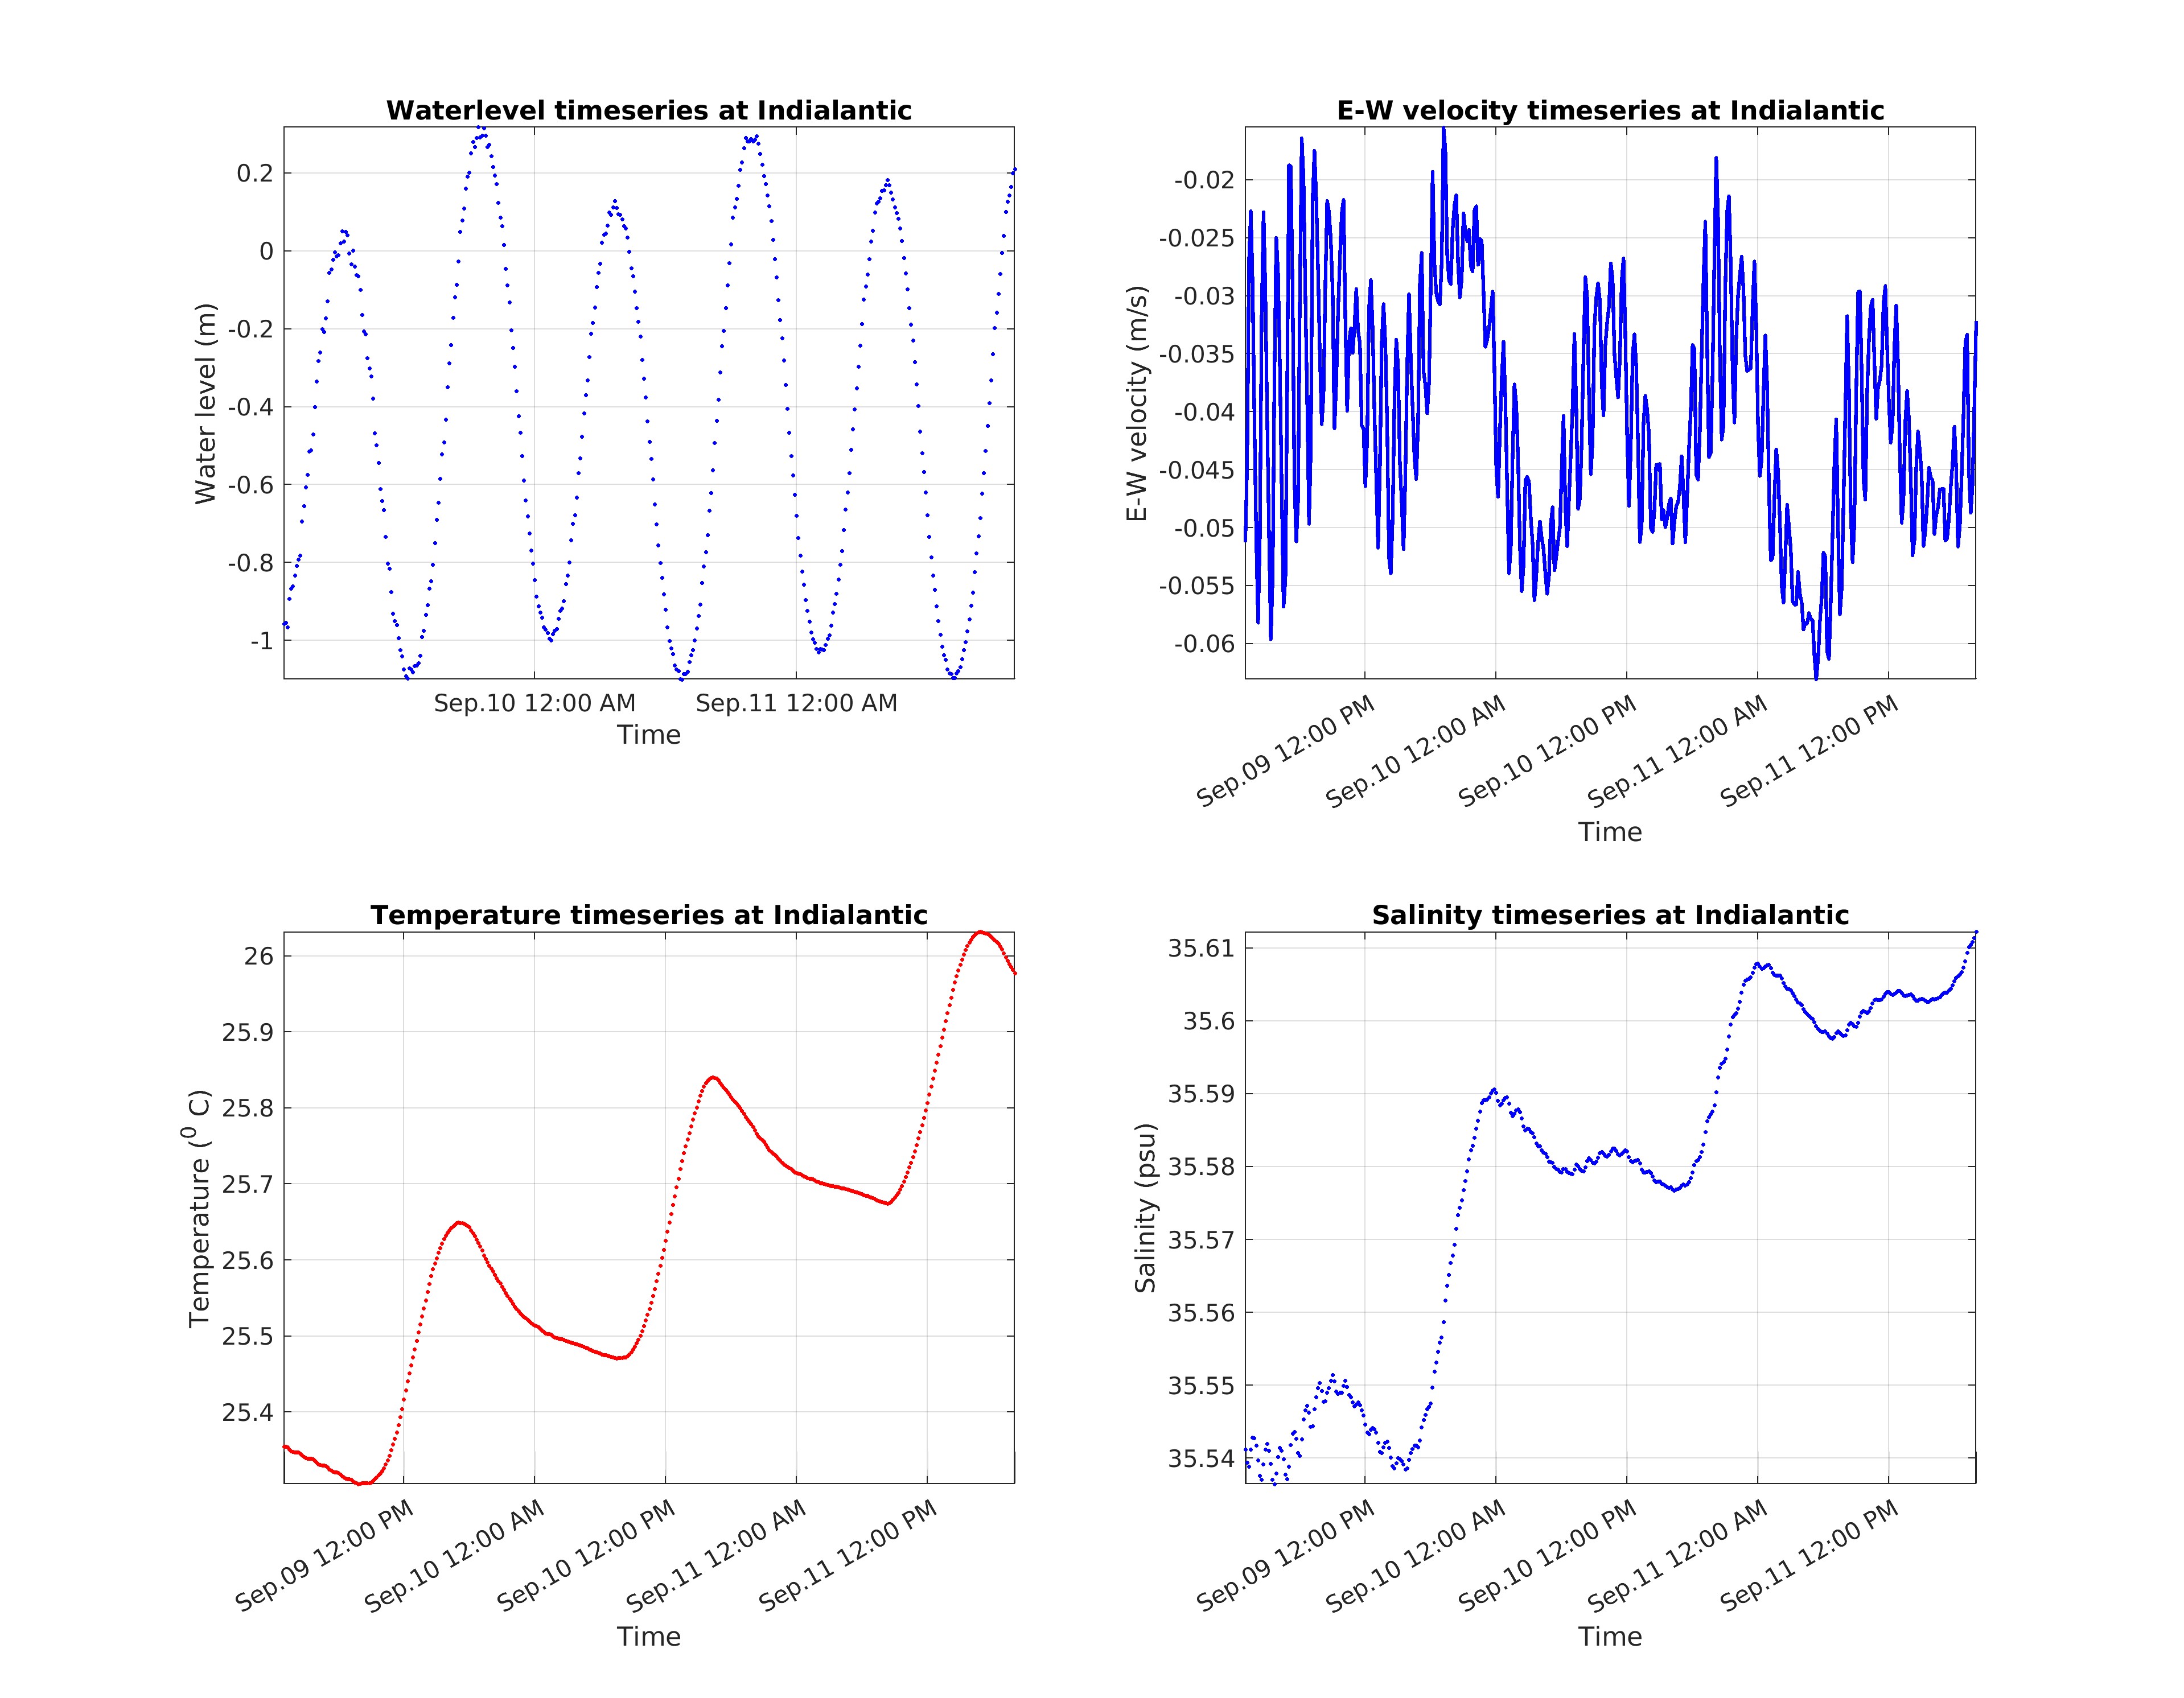 Waterlevel timeseries at Indialantic
0.2
0
-0.2
-0.4
-0.6
-0.8
-1
Water level (m)
Sep.10 12:00 AM
Sep.11 12:00 AM
Time
E-W velocity timeseries at Indialantic
-0.02
-0.025
-0.03
-0.035
-0.04
-0.045
-0.05
-0.055
-0.06
E-W velocity (m/s)
Sep.09 12:00 PM
Sep.10 12:00 AM
Sep.10 12:00 PM
Sep.11 12:00 AM
Sep.11 12:00 PM
Time
Temperature timeseries at Indialantic
26
25.9
25.8
25.7
25.6
25.5
25.4
Temperature (⁰ C)
Sep.09 12:00 PM
Sep.10 12:00 AM
Sep.10 12:00 PM
Sep.11 12:00 AM
Sep.11 12:00 PM
Time
Salinity timeseries at Indialantic
35.61
35.6
35.59
35.58
35.57
35.56
35.55
35.54
Salinity (psu)
Sep.09 12:00 PM
Sep.10 12:00 AM
Sep.10 12:00 PM
Sep.11 12:00 AM
Sep.11 12:00 PM
Time